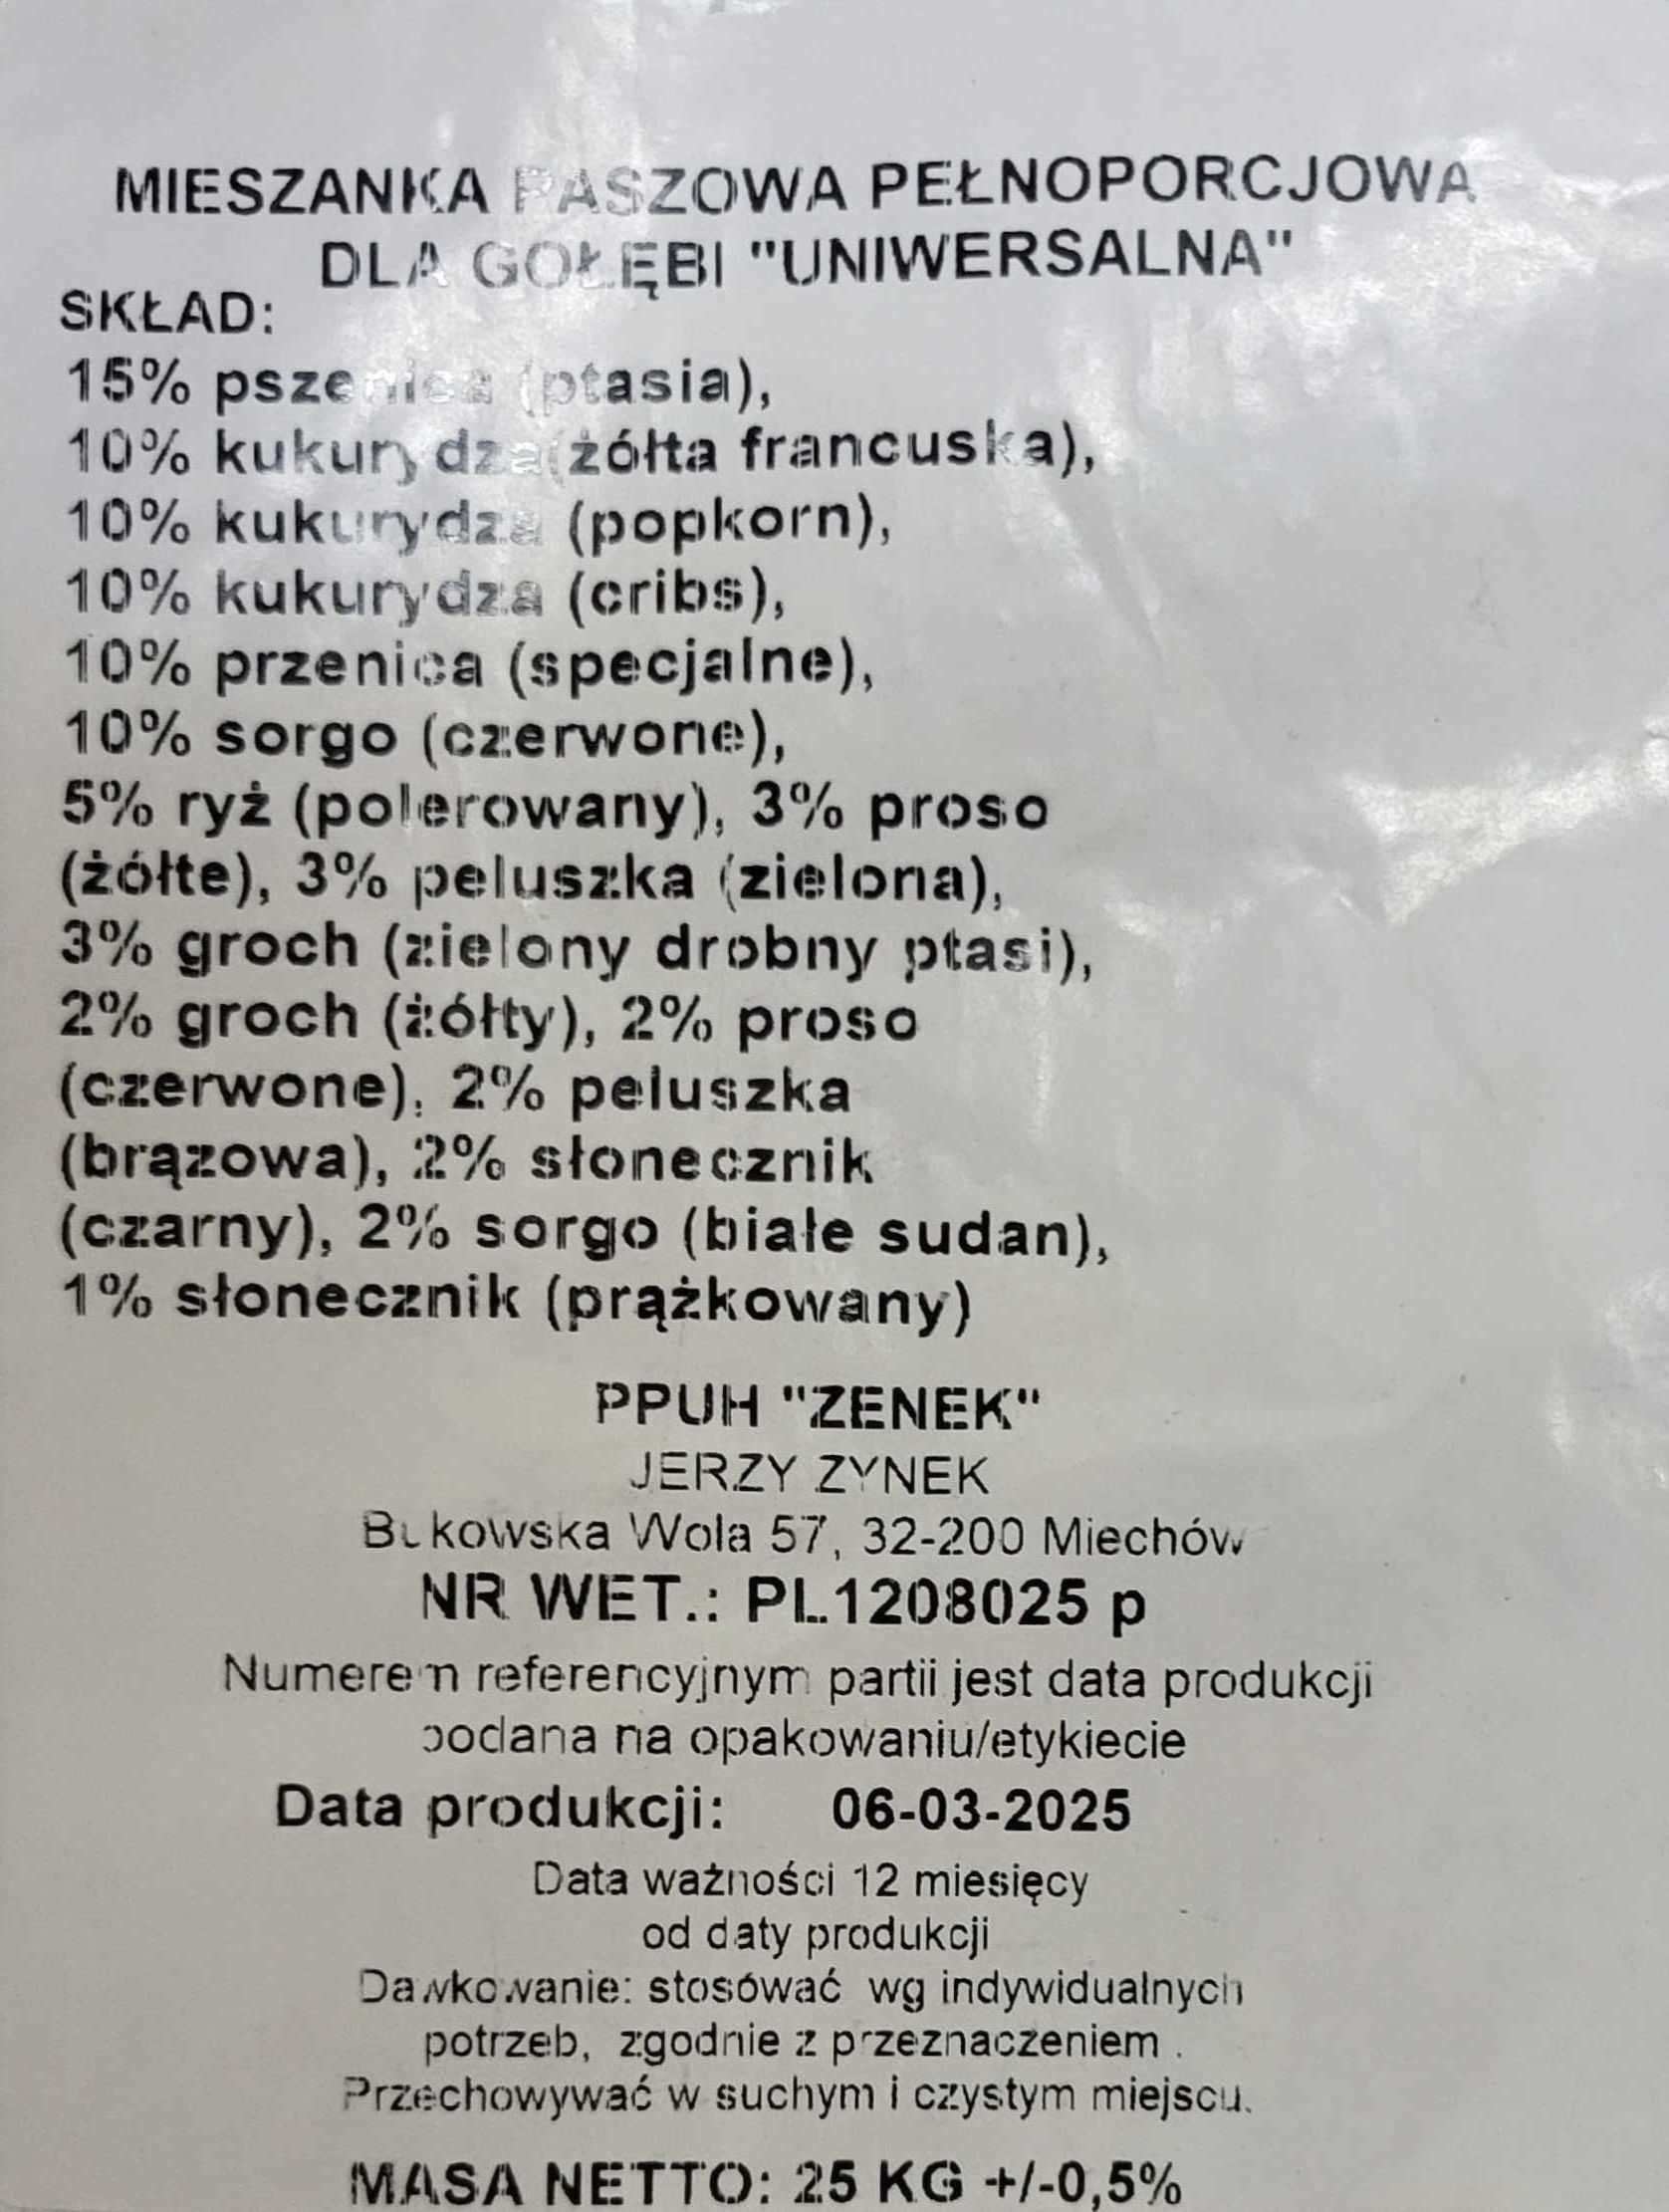 MIESZANKA PASZOWA PEŁNOPORCJOWA
DLA GOŁĘBI "UNIWERSALNA"
SKŁAD:
15% pszenica (ptasia),
10% kukurydza(żółta francuska),
10% kukurydza (popkorn),
10% kukurydza (cribs),
10% przenica (specjalne),
10% sorgo (czerwone),
5% ryż (polerowany), 3% proso
(żółte), 3% peluszka (zielona),
3% groch (zielony drobny ptasi),
2% groch (żółty), 2% proso
(czerwone), 2% peluszka
(brązowa), 2% słonecznik
(czarny), 2% sorgo (białe sudan),
1% słonecznik (prążkowany)
PPUH "ZENEK"
JERZY ZYNEK
Bukowska Wola 57, 32-200 Miechów
NR WET.: PL1208025 p
Numerem referencyjnym partii jest data produkcji
podana na opakowaniu/etykiecie
Data produkcji: 06-03-2025
Data ważności 12 miesięcy
od daty produkcji
Dawkowanie: stosówać wg indywidualnych
potrzeb, zgodnie z przeznaczeniem .
Przechowywać w suchym i czystym miejscu.
MASA NETTO: 25 KG +/-0,5%